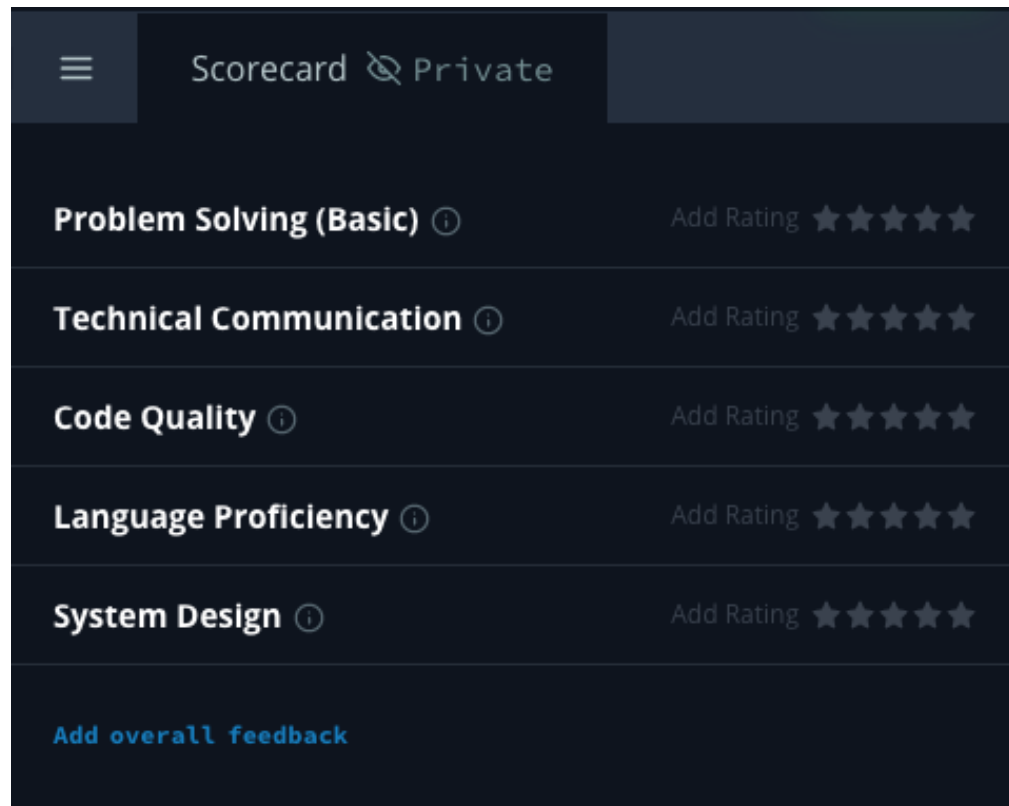 Scorecard Private
Problem Solving (Basic) Add Rating
Technical Communication Add Rating
Code Quality Add Rating
Language Proficiency Add Rating
System Design Add Rating
Add overall feedback